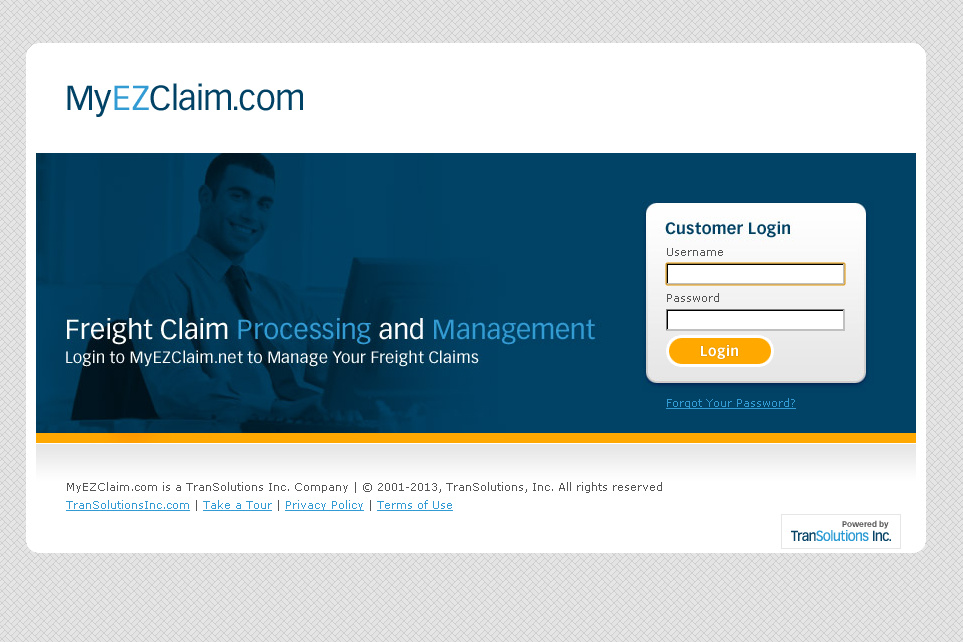 MyEZClaim.com
Customer Login
Username
Password
Login
Forgot Your Password?
Freight Claim Processing and Management
Login to MyEZClaim.net to Manage Your Freight Claims
MyEZClaim.com is a TranSolutions Inc. Company | © 2001-2013, TranSolutions, Inc. All rights reserved
TranSolutionsInc.com | Take a Tour | Privacy Policy | Terms of Use
Powered by
TranSolutions Inc.